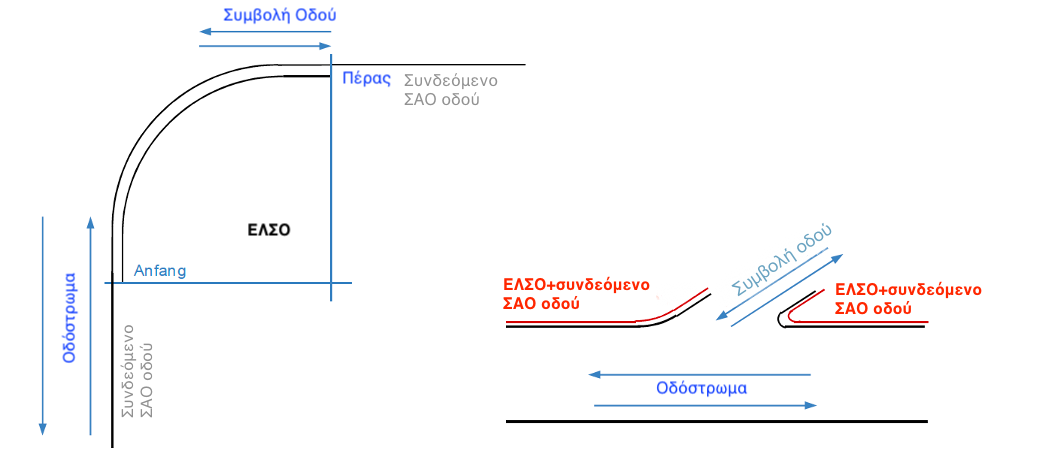 Συμβολή Οδού
Πέρας
Συνδεόμενο
ΣΑΟ οδού
ΕΛΣΟ
Anfang
Οδόστρωμα
Συνδεόμενο
ΣΑΟ οδού
ΕΛΣΟ+συνδεόμενο
ΣΑΟ οδού
Συμβολή οδού
ΕΛΣΟ+συνδεόμενο
ΣΑΟ οδού
Οδόστρωμα